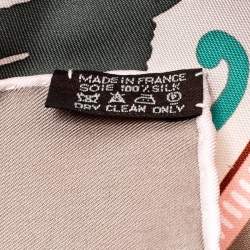 MADE IN FRANCE
SOIE 100% SILK
DRY CLEAN ONLY